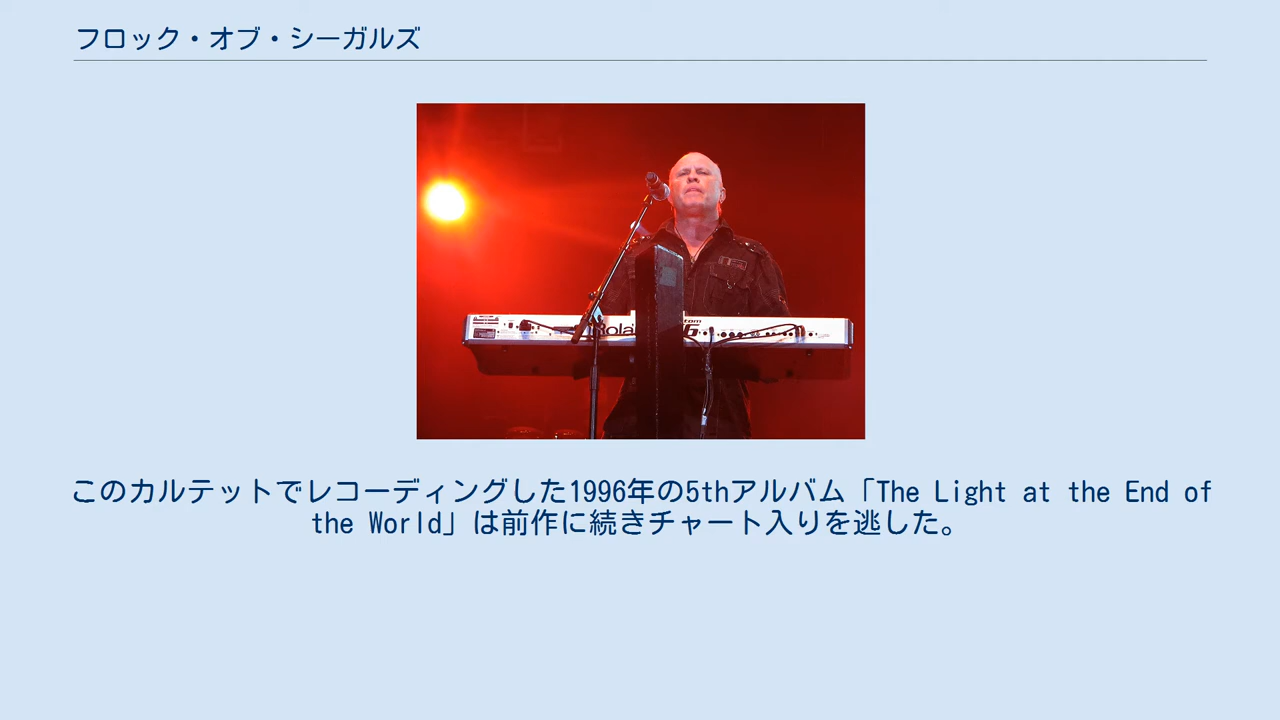 フロック・オブ・シーガルズ
このカルテットでレコーディングした1996年の5thアルバム「The Light at the End of
the World」は前作に続きチャート入りを逃した。